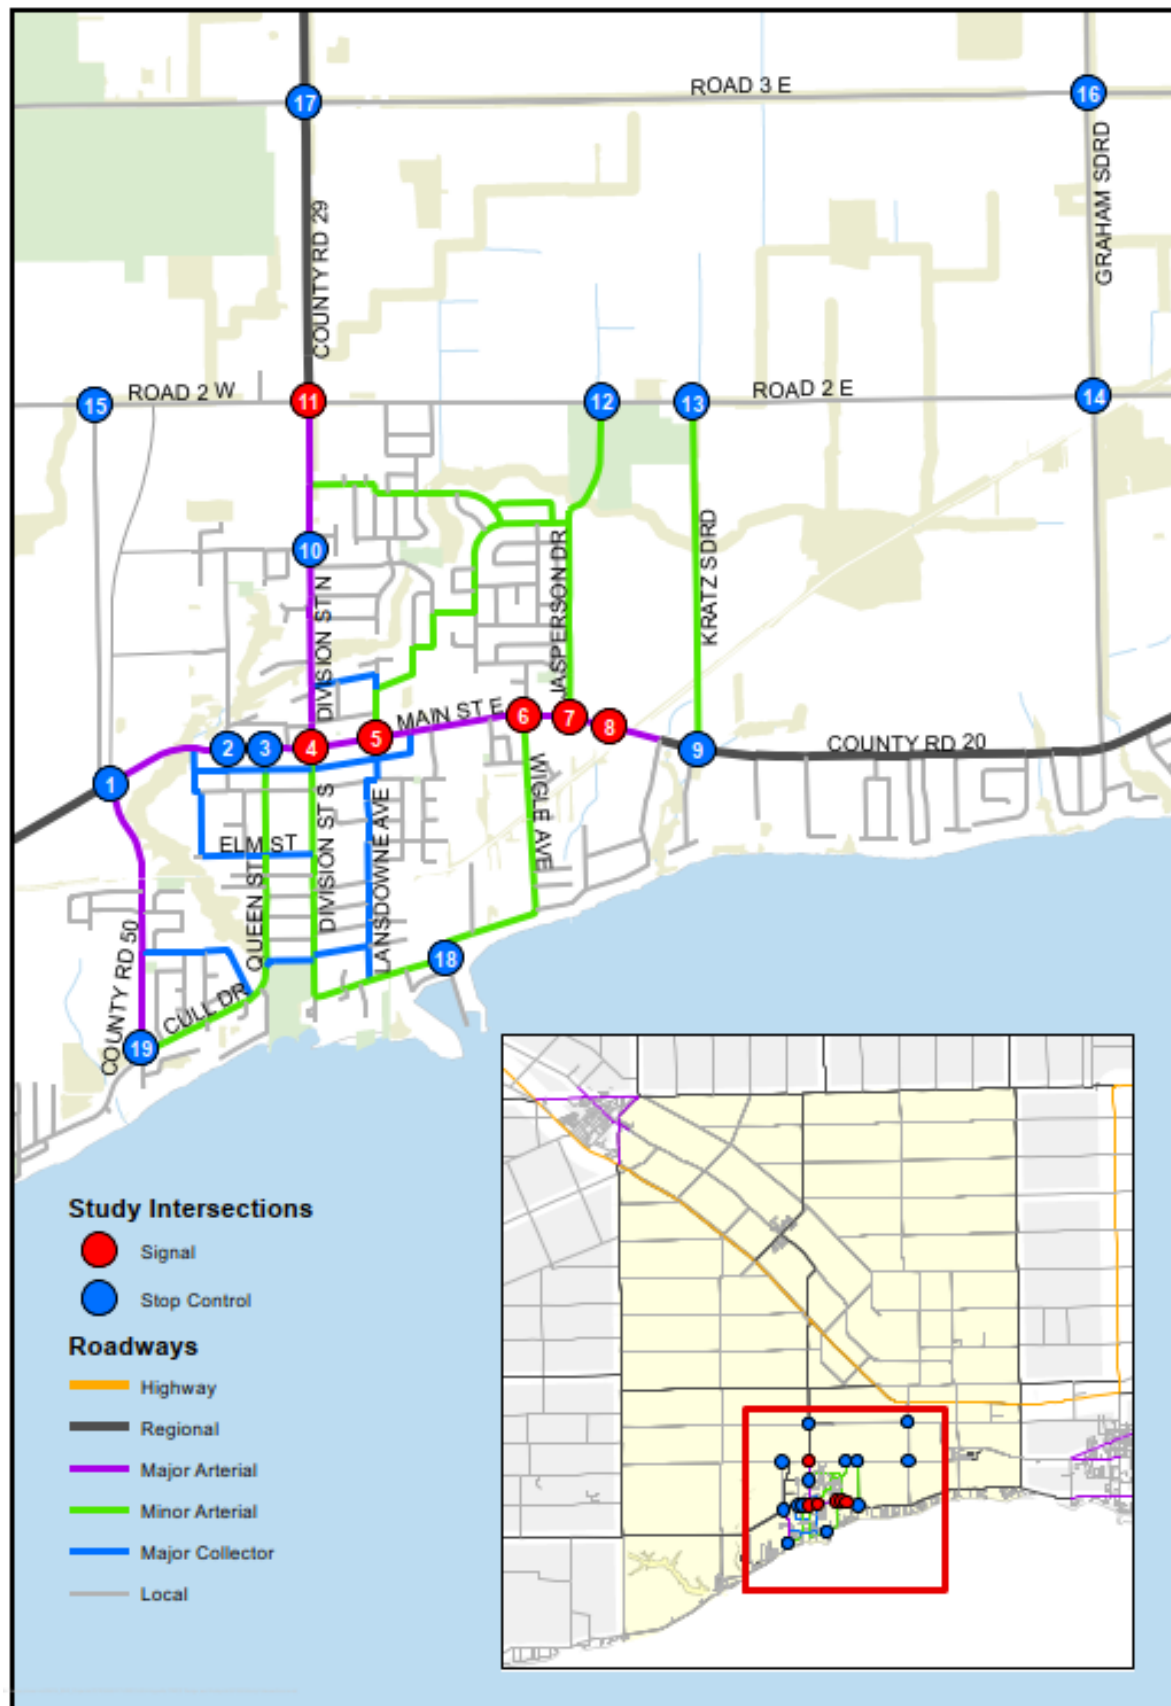 ROAD 3 E
17
16
GRAHAM SDRD
COUNTY RD 29
ROAD 2 W
ROAD 2 E
15
11
12
13
14
10
DIVISION ST N
JASPERSON DR
KRATZ SDRD
MAIN ST E
6
7
8
2
3
4
5
9
COUNTY RD 20
1
WIGLE AVE
ELM ST
QUEEN ST
DIVISION ST S
LANSDOWNE AVE
18
COUNTY RD 50
CULL DR
19
Study Intersections
Signal
Stop Control
Roadways
Highway
Regional
Major Arterial
Minor Arterial
Major Collector
Local